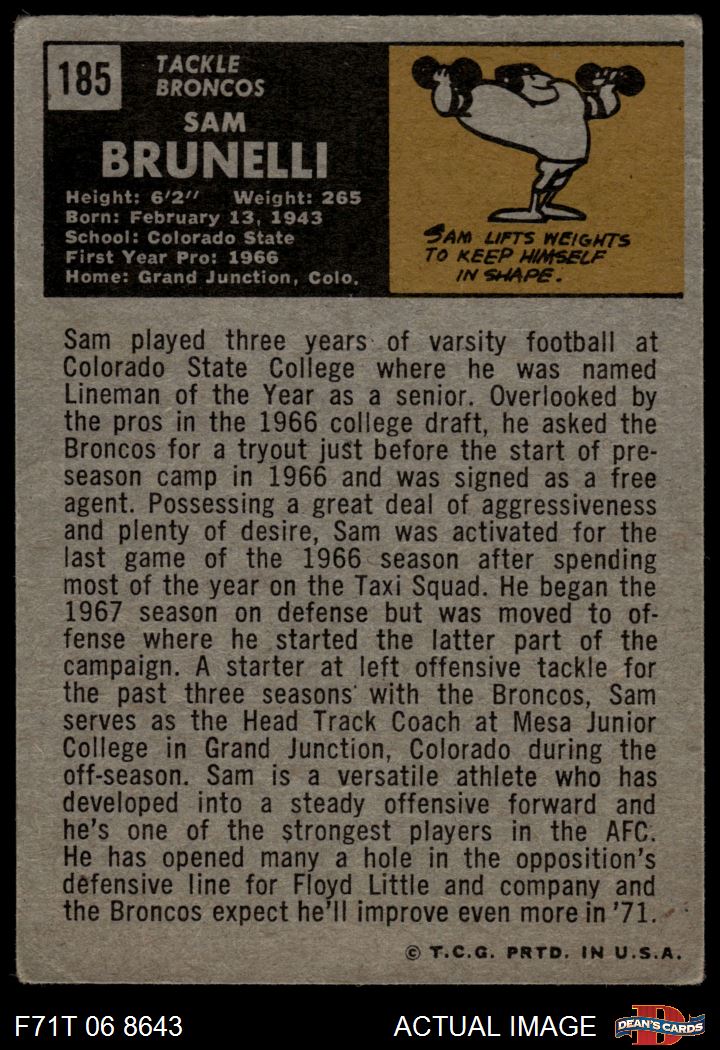 185
TACKLE
BRONCOS
SAM
BRUNELLI
Height: 6'2" Weight: 265
Born: February 13, 1943
School: Colorado State
First Year Pro: 1966
Home: Grand Junction, Colo.
SAM LIFTS WEIGHTS
TO KEEP HIMSELF
IN SHAPE.
Sam played three years of varsity football at
Colorado State College where he was named
Lineman of the Year as a senior. Overlooked by
the pros in the 1966 college draft, he asked the
Broncos for a tryout just before the start of pre-
season camp in 1966 and was signed as a free
agent. Possessing a great deal of aggressiveness
and plenty of desire, Sam was activated for the
last game of the 1966 season after spending
most of the year on the Taxi Squad. He began the
1967 season on defense but was moved to of-
fense where he started the latter part of the
campaign. A starter at left offensive tackle for
the past three seasons with the Broncos, Sam
serves as the Head Track Coach at Mesa Junior
College in Grand Junction, Colorado during the
off-season. Sam is a versatile athlete who has
developed into a steady offensive forward and
he's one of the strongest players in the AFC.
He has opened many a hole in the opposition's
defensive line for Floyd Little and company and
the Broncos expect he'll improve even more in '71.
© T.C.G. PRTD. IN U.S.A.
F71T 06 8643
ACTUAL IMAGE
DEAN'S CARDS